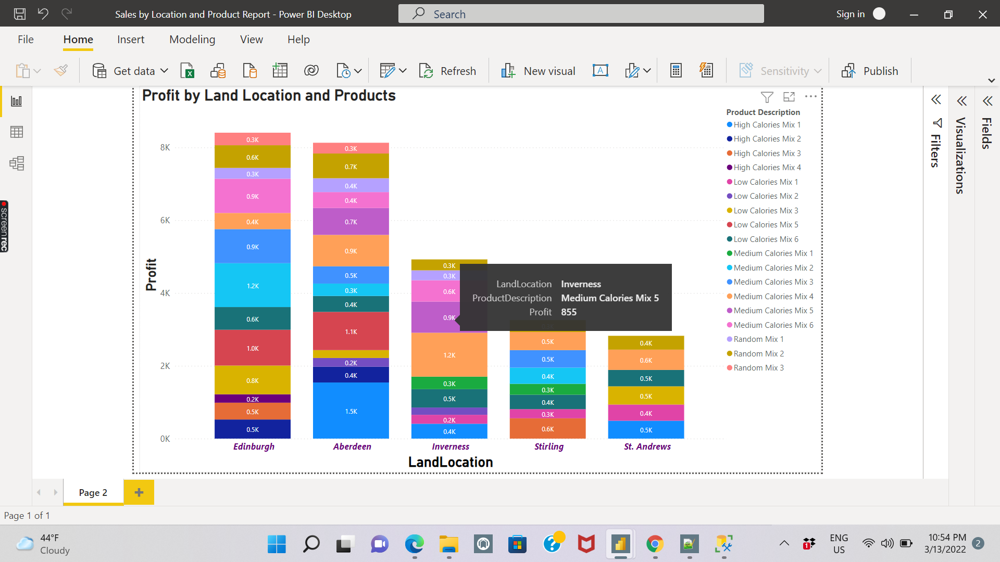 Sales by Location and Product Report - Power BI Desktop
Search
Sign in
File Home Insert Modeling View Help
Get data
Refresh
New visual
A
Sensitivity
Publish
Profit by Land Location and Products
Profit
8K
6K
4K
2K
0K
0.3K
0.6K
0.3K
0.9K
0.4K
0.9K
1.2K
0.6K
1.0K
0.8K
0.2K
0.5K
0.5K
Edinburgh
0.3K
0.7K
0.4K
0.4K
0.7K
0.9K
0.5K
0.3K
0.4K
1.1K
0.2K
0.4K
1.5K
Aberdeen
0.3K
0.3K
0.6K
0.9K
1.2K
0.3K
0.5K
0.2K
0.4K
Inverness
LandLocation Inverness
ProductDescription Medium Calories Mix 5
Profit 855
0.5K
0.5K
0.4K
0.3K
0.4K
0.3K
0.6K
Stirling
0.4K
0.6K
0.5K
0.5K
0.4K
0.5K
St. Andrews
LandLocation
Product Description
High Calories Mix 1
High Calories Mix 2
High Calories Mix 3
High Calories Mix 4
Low Calories Mix 1
Low Calories Mix 2
Low Calories Mix 3
Low Calories Mix 5
Low Calories Mix 6
Medium Calories Mix 1
Medium Calories Mix 2
Medium Calories Mix 3
Medium Calories Mix 4
Medium Calories Mix 5
Medium Calories Mix 6
Random Mix 1
Random Mix 2
Random Mix 3
Filters
Visualizations
Fields
screenrec
Page 2
Page 1 of 1
44°F
Cloudy
1
ENG
US
10:54 PM
3/13/2022
2